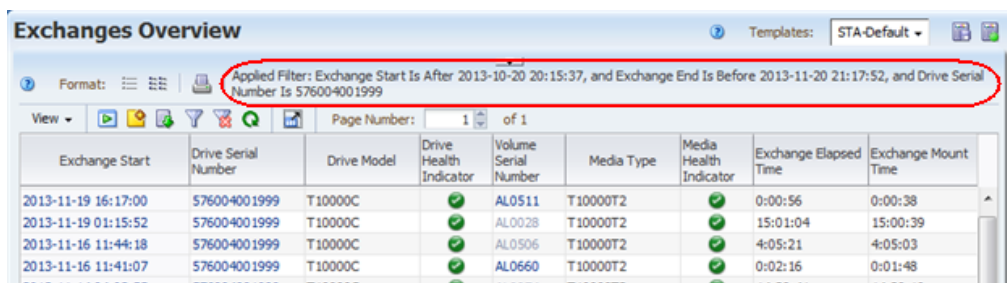 Exchanges Overview
Templates: STA-Default
Format:
Applied Filter: Exchange Start Is After 2013-10-20 20:15:37, and Exchange End Is Before 2013-11-20 21:17:52, and Drive Serial
Number Is 576004001999
View
Page Number: 1 of 1
Exchange Start Drive Serial Number Drive Model Drive Health Indicator Volume Serial Number Media Type Media Health Indicator Exchange Elapsed Time Exchange Mount Time
2013-11-19 16:17:00 576004001999 T10000C AL0511 T10000T2 0:00:56 0:00:38
2013-11-19 01:15:52 576004001999 T10000C AL0028 T10000T2 15:01:04 15:00:39
2013-11-16 11:44:18 576004001999 T10000C AL0506 T10000T2 4:05:21 4:05:03
2013-11-16 11:41:07 576004001999 T10000C AL0660 T10000T2 0:02:16 0:01:48